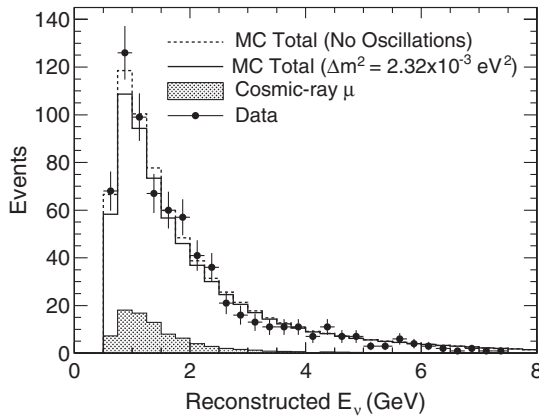 MC Total (No Oscillations)
MC Total (Δm² = 2.32x10⁻³ eV²)
Cosmic-ray μ
Data
Events
140
120
100
80
60
40
20
0
0 2 4 6 8
Reconstructed Eν (GeV)